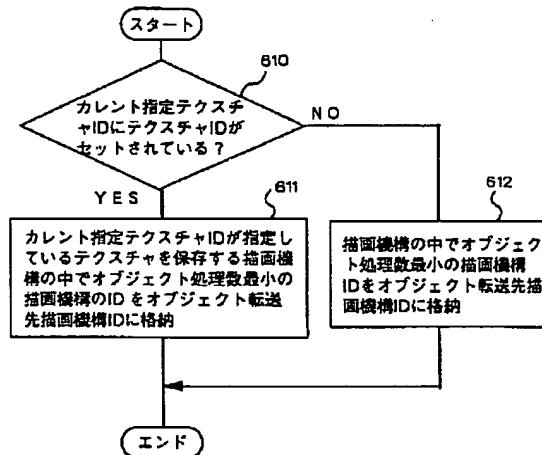 スタート
610
カレント指定テクスチ
ャIDにテクスチャIDが
セットされている？
NO
YES
611
カレント指定テクスチャIDが指定し
ているテクスチャを保存する描画機
構の中でオブジェクト処理数最小の
描画機構のID をオブジェクト転送
先描画機構IDに格納
612
描画機構の中でオブジェク
ト処理数最小の描画機構
IDをオブジェクト転送先描
画機構IDに格納
エンド